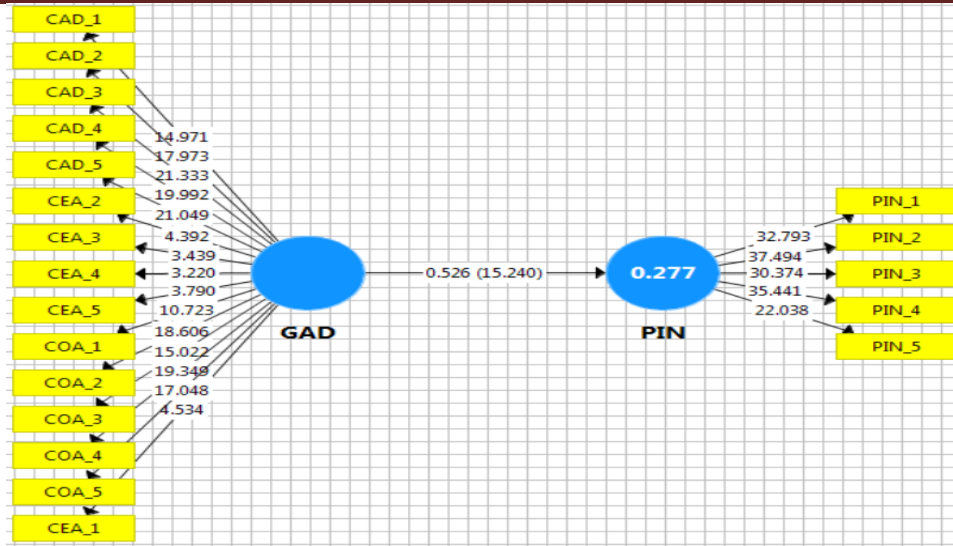 CAD_1
CAD_2
CAD_3
CAD_4
CAD_5
CEA_2
CEA_3
CEA_4
CEA_5
COA_1
COA_2
COA_3
COA_4
COA_5
CEA_1
14.971
17.973
21.333
19.992
21.049
4.392
3.439
3.220
3.790
10.723
18.606
15.022
19.349
17.048
4.534
GAD
0.526 (15.240)
0.277
PIN
32.793
37.494
30.374
35.441
22.038
PIN_1
PIN_2
PIN_3
PIN_4
PIN_5